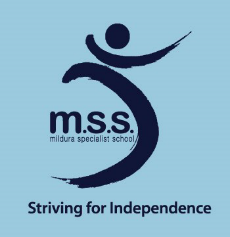 m.s.s.
mildura specialist school
Striving for Independence